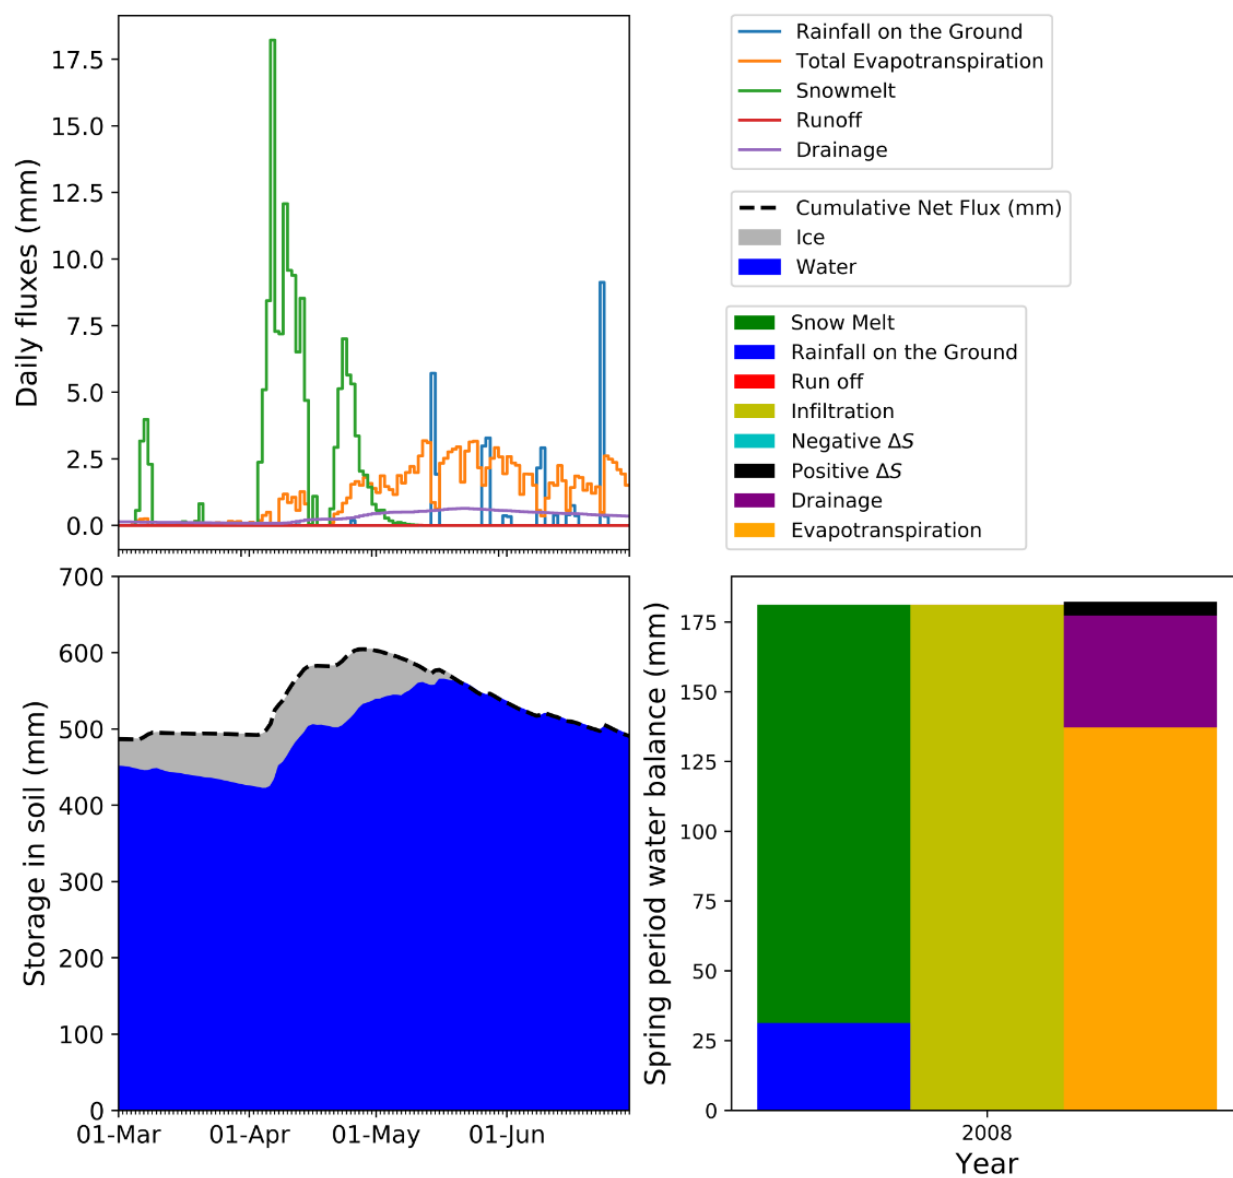 Daily fluxes (mm)
17.5
15.0
12.5
10.0
7.5
5.0
2.5
0.0
Rainfall on the Ground
Total Evapotranspiration
Snowmelt
Runoff
Drainage
Cumulative Net Flux (mm)
Ice
Water
Snow Melt
Rainfall on the Ground
Run off
Infiltration
Negative ΔS
Positive ΔS
Drainage
Evapotranspiration
Storage in soil (mm)
700
600
500
400
300
200
100
0
01-Mar 01-Apr 01-May 01-Jun
Spring period water balance (mm)
175
150
125
100
75
50
25
0
2008
Year